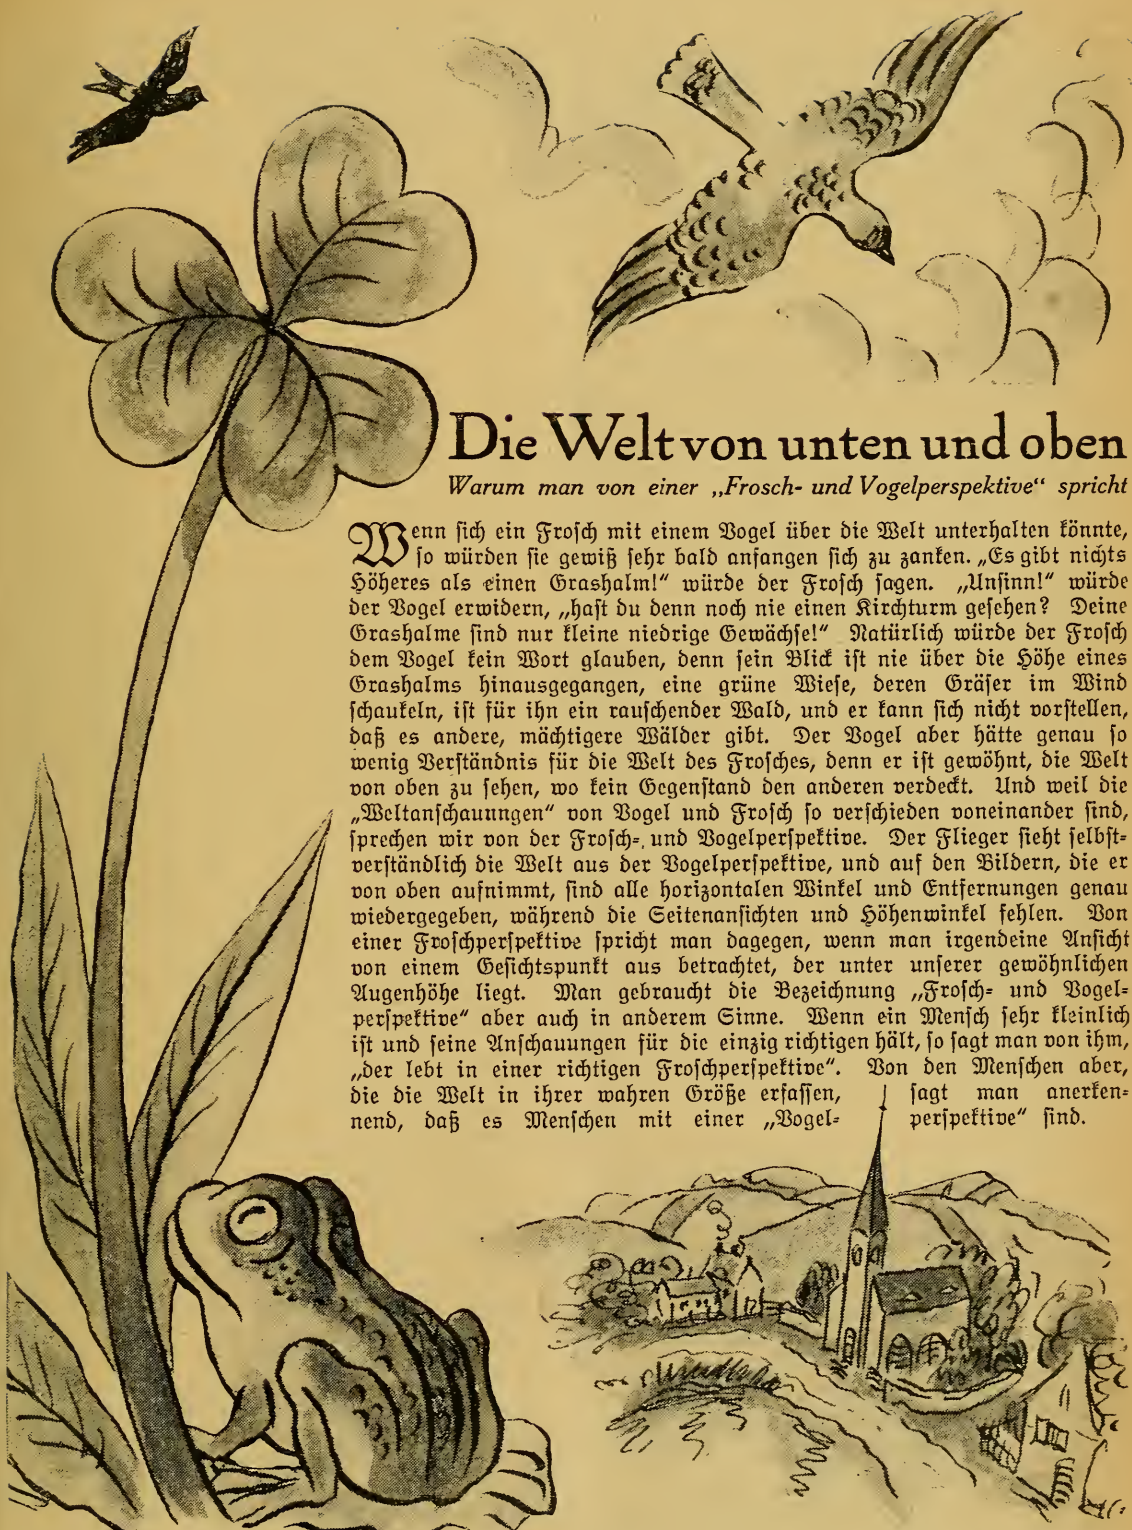 Die Welt von unten und oben
Warum man von einer „Frosch- und Vogelperspektive“ spricht
Wenn sich ein Frosch mit einem Vogel über die Welt unterhalten könnte,
so würden sie gewiß sehr bald anfangen sich zu zanken. „Es gibt nichts
Höheres als einen Grashalm!“ würde der Frosch sagen. „Unsinn!“ würde
der Vogel erwidern, „hast du denn noch nie einen Kirchturm gesehen? Deine
Grashalme sind nur kleine niedrige Gewächse!“ Natürlich würde der Frosch
dem Vogel kein Wort glauben, denn sein Blick ist nie über die Höhe eines
Grashalms hinausgegangen, eine grüne Wiese, deren Gräser im Wind
schaukeln, ist für ihn ein rauschender Wald, und er kann sich nicht vorstellen,
daß es andere, mächtigere Wälder gibt. Der Vogel aber hätte genau so
wenig Verständnis für die Welt des Frosches, denn er ist gewöhnt, die Welt
von oben zu sehen, wo kein Gegenstand den anderen verdeckt. Und weil die
„Weltanschauungen“ von Vogel und Frosch so verschieden voneinander sind,
sprechen wir von der Frosch- und Vogelperspektive. Der Flieger sieht selbst-
verständlich die Welt aus der Vogelperspektive, und auf den Bildern, die er
von oben aufnimmt, sind alle horizontalen Winkel und Entfernungen genau
wiedergegeben, während die Seitenansichten und Höhenwinkel fehlen. Von
einer Froschperspektive spricht man dagegen, wenn man irgendeine Ansicht
von einem Gesichtspunkt aus betrachtet, der unter unserer gewöhnlichen
Augenhöhe liegt. Man gebraucht die Bezeichnung „Frosch- und Vogel-
perspektive“ aber auch in anderem Sinne. Wenn ein Mensch sehr kleinlich
ist und seine Anschauungen für die einzig richtigen hält, so sagt man von ihm,
„der lebt in einer richtigen Froschperspektive“. Von den Menschen aber,
die die Welt in ihrer wahren Größe erfassen, sagt man anerken-
nend, daß es Menschen mit einer „Vogel- perspektive“ sind.